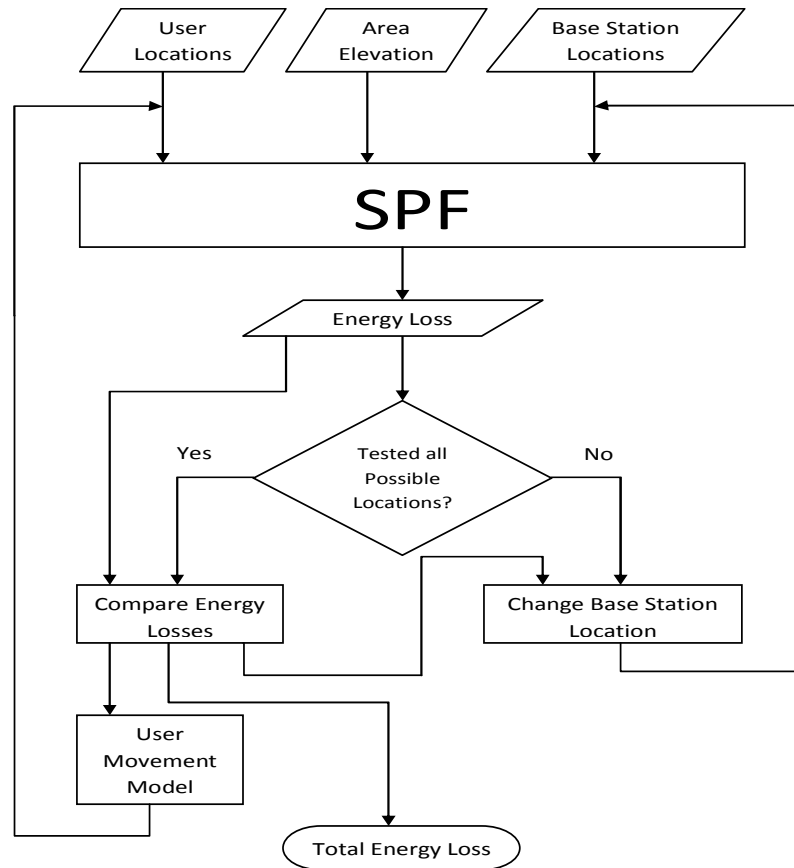 User
Locations
Area
Elevation
Base Station
Locations
SPF
Energy Loss
Yes
Tested all
Possible
Locations?
No
Compare Energy
Losses
Change Base Station
Location
User
Movement
Model
Total Energy Loss